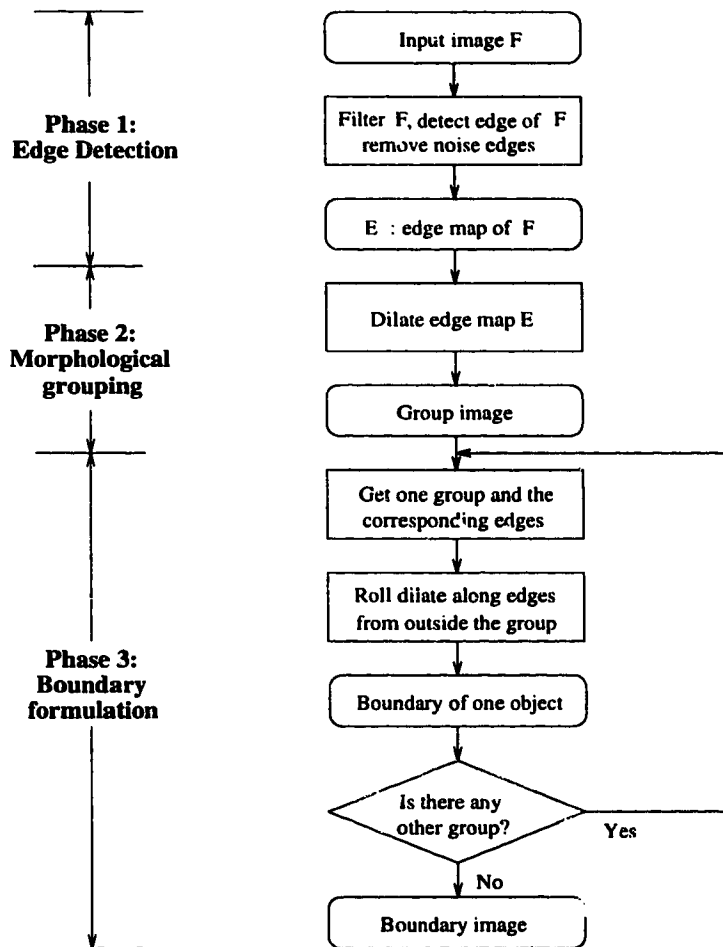 Input image F
Phase 1:
Edge Detection
Filter F, detect edge of F
remove noise edges
E : edge map of F
Phase 2:
Morphological
grouping
Dilate edge map E
Group image
Get one group and the
corresponding edges
Roll dilate along edges
from outside the group
Phase 3:
Boundary
formulation
Boundary of one object
Is there any
other group?
Yes
No
Boundary image